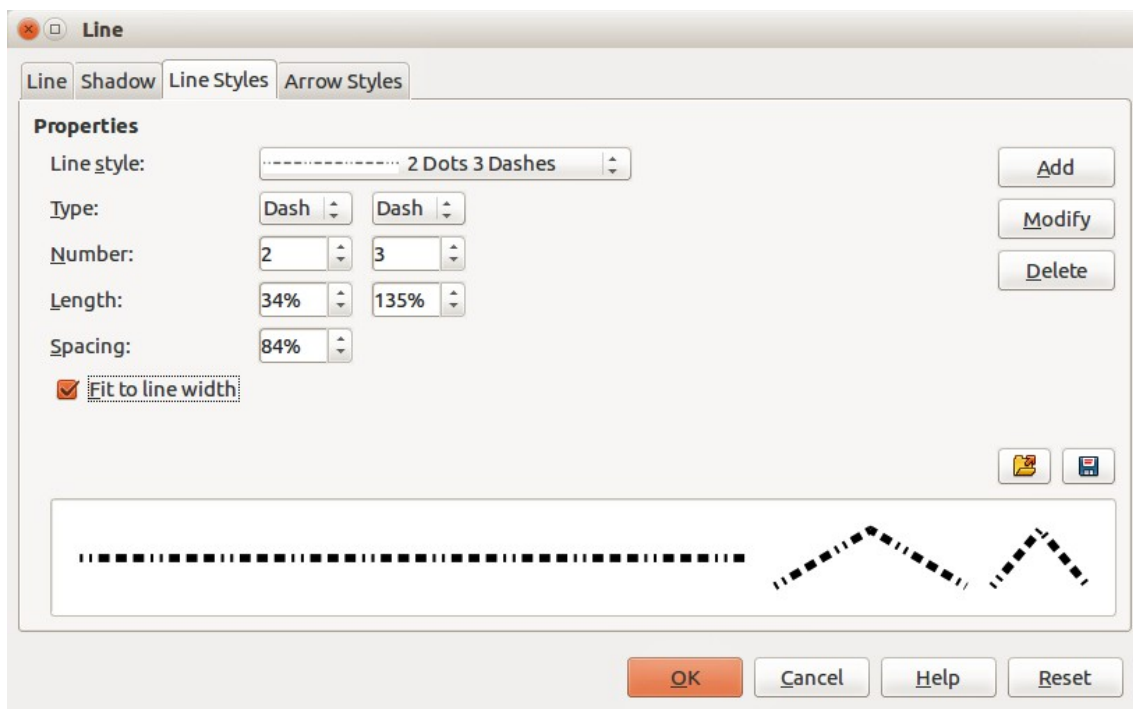 Line
Line Shadow Line Styles Arrow Styles
Properties
Line style: 2 Dots 3 Dashes Add
Type: Dash Dash Modify
Number: 2 3 Delete
Length: 34% 135%
Spacing: 84%
Fit to line width
OK Cancel Help Reset